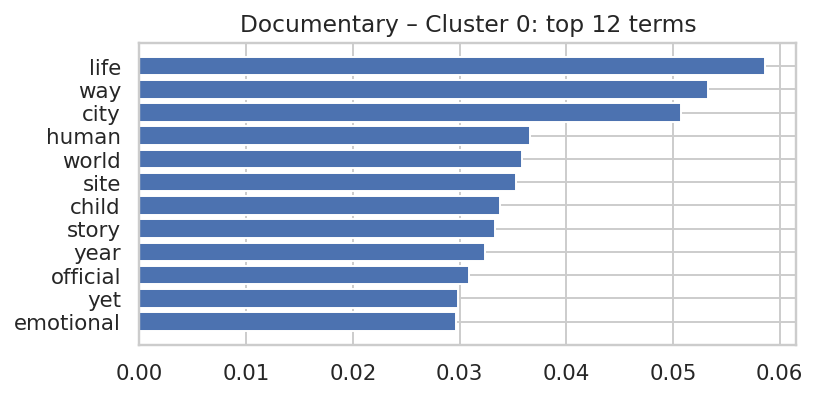 Documentary – Cluster 0: top 12 terms
life
way
city
human
world
site
child
story
year
official
yet
emotional
0.00 0.01 0.02 0.03 0.04 0.05 0.06